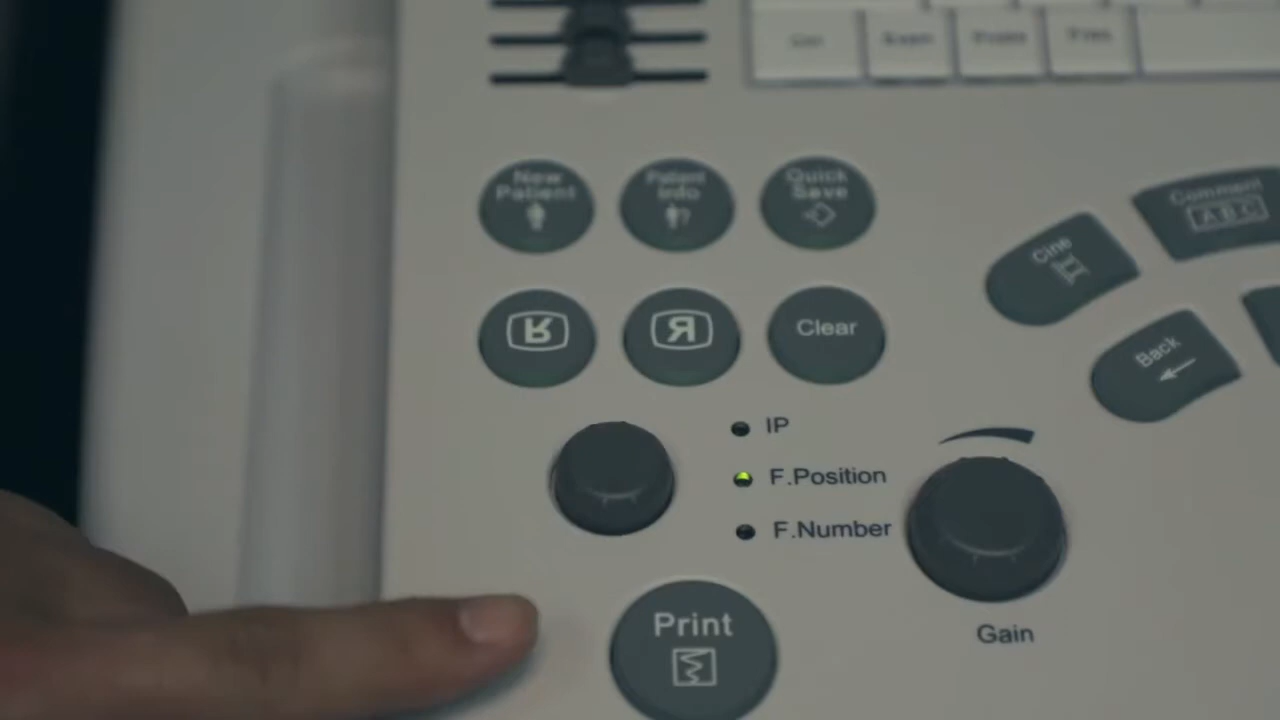 New
Patient
Patient
Info
?
Quick
Save
Comment
ABC
Cine
R
R
Clear
Back
IP
F.Position
F.Number
Print
Gain